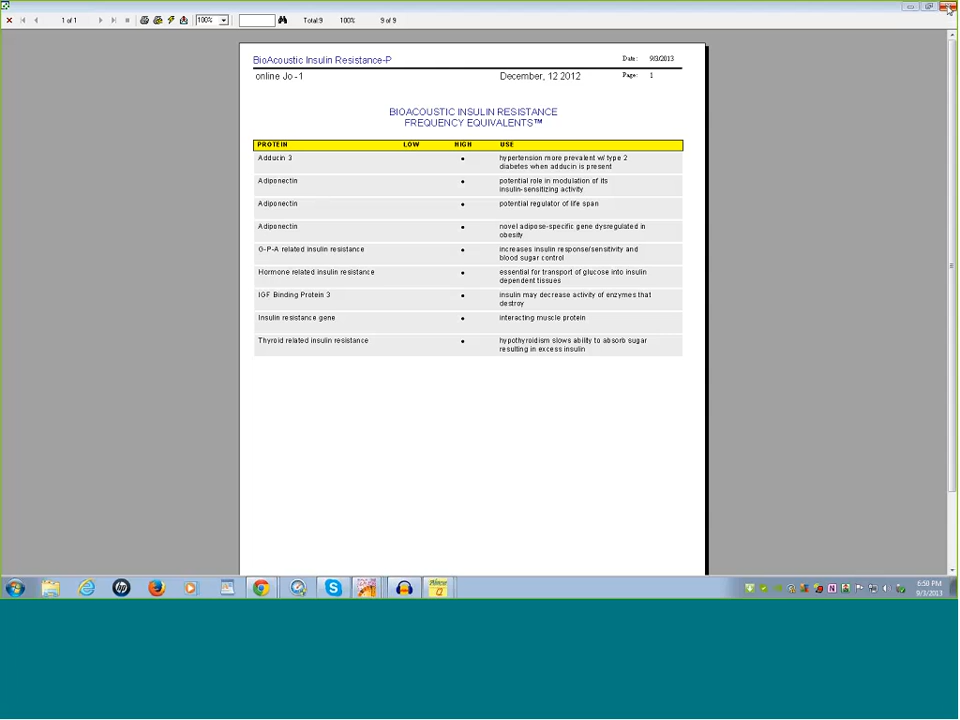 1 of 1
100%
Total:9
100%
9 of 9
BioAcoustic Insulin Resistance-P
Date: 9/3/2013
online Jo -1
December, 12 2012
Page: 1
BIOACOUSTIC INSULIN RESISTANCE
FREQUENCY EQUIVALENTS™
PROTEIN LOW HIGH USE
Adducin 3 • hypertension more prevalent w/ type 2
diabetes when adducin is present
Adiponectin • potential role in modulation of its
insulin-sensitizing activity
Adiponectin • potential regulator of life span
Adiponectin • novel adipose-specific gene dysregulated in
obesity
G-P-A related insulin resistance • increases insulin response/sensitivity and
blood sugar control
Hormone related insulin resistance • essential for transport of glucose into insulin
dependent tissues
IGF Binding Protein 3 • insulin may decrease activity of enzymes that
destroy
Insulin resistance gene • interacting muscle protein
Thyroid related insulin resistance • hypothyroidism slows ability to absorb sugar
resulting in excess insulin
6:59 PM
9/3/2013